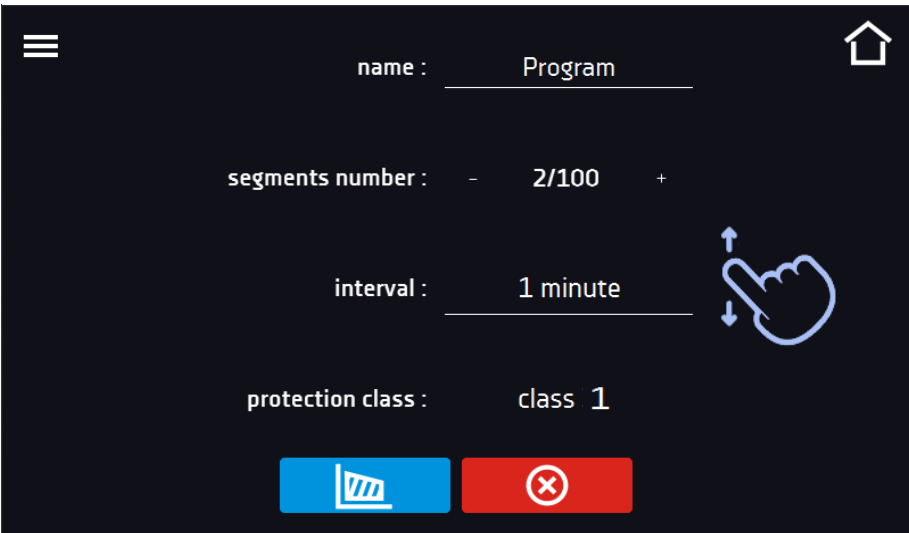 name : Program
segments number : - 2/100 +
interval : 1 minute
protection class : class 1